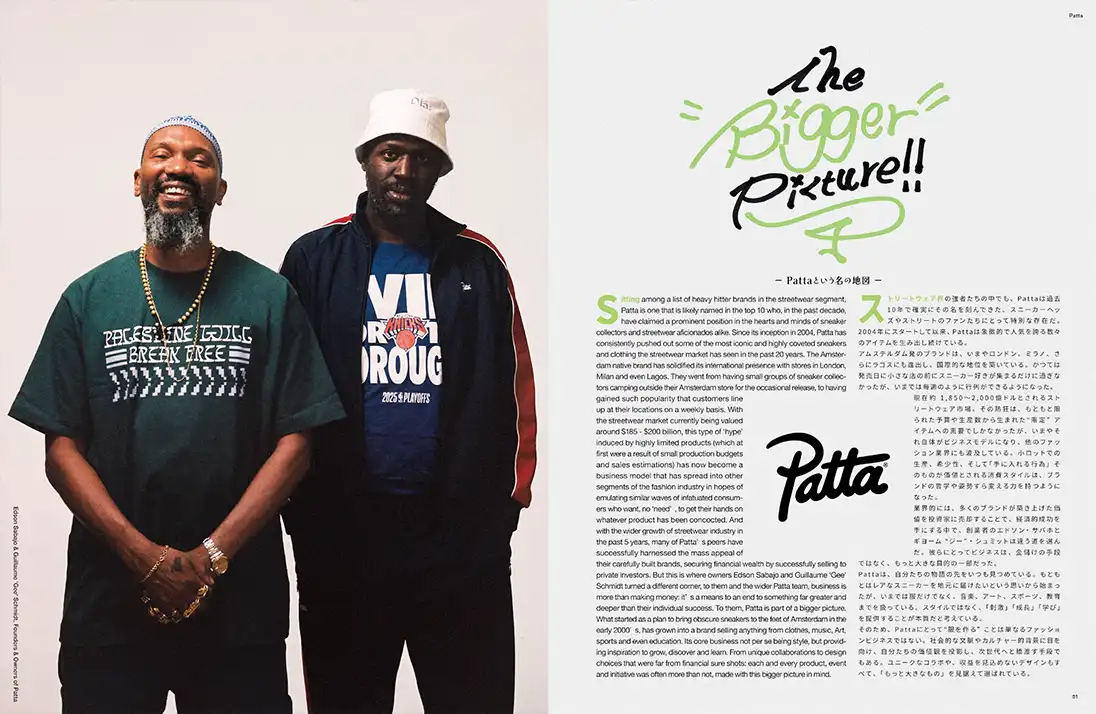 Patta
Día.
PALESTINE WILL
BREAK FREE
KNICKS
2025 PLAYOFFS
Edson Sabajo & Guillaume 'Gee' Schmidt, Founders & Owners of Patta
The
Bigger
Picture!!
− Pattaという名の地図 −
Sitting among a list of heavy hitter brands in the streetwear segment,
Patta is one that is likely named in the top 10 who, in the past decade,
have claimed a prominent position in the hearts and minds of sneaker
collectors and streetwear aficionados alike. Since its inception in 2004, Patta has
consistently pushed out some of the most iconic and highly coveted sneakers
and clothing the streetwear market has seen in the past 20 years. The Amster-
dam native brand has solidified its international presence with stores in London,
Milan and even Lagos. They went from having small groups of sneaker collec-
tors camping outside their Amsterdam store for the occasional release, to having
gained such popularity that customers line
up at their locations on a weekly basis. With
the streetwear market currently being valued
around $185 - $200 billion, this type of 'hype'
induced by highly limited products (which at
first were a result of small production budgets
and sales estimations) has now become a
business model that has spread into other
segments of the fashion industry in hopes of
emulating similar waves of infatuated consum-
ers who want, no 'need' , to get their hands on
whatever product has been concocted. And
with the wider growth of streetwear industry in
the past 5 years, many of Patta' s peers have
successfully harnessed the mass appeal of
their carefully built brands, securing financial wealth by successfully selling to
private investors. But this is where owners Edson Sabajo and Guillaume 'Gee'
Schmidt turned a different corner, to them and the wider Patta team, business is
more than making money: it' s a means to an end to something far greater and
deeper than their individual success. To them, Patta is part of a bigger picture.
What started as a plan to bring obscure sneakers to the feet of Amsterdam in the
early 2000' s, has grown into a brand selling anything from clothes, music, Art,
sports and even education. Its core business not per se being style, but provid-
ing inspiration to grow, discover and learn. From unique collaborations to design
choices that were far from financial sure shots: each and every product, event
and initiative was often more than not, made with this bigger picture in mind.
ストリートウェア界の強者たちの中でも、Pattaは過去
10年で確実にその名を刻んできた。スニーカーヘッ
ズやストリートのファンたちにとって特別な存在だ。
2004年にスタートして以来、Pattaは象徴的で人気を誇る数々
のアイテムを生み出し続けている。
アムステルダム発のブランドは、いまやロンドン、ミラノ、さ
らにラゴスにも進出し、国際的な地位を築いている。かつては
発売日に小さな店の前にスニーカー好きが集まるだけに過ぎな
かったが、いまでは毎週のように行列ができるようになった。
現在約 1,850〜2,000億ドルとされるスト
リートウェア市場。その熱狂は、もともと限
られた予算や生産数から生まれた“限定” ア
イテムへの需要でしかなかったが、いまやそ
れ自体がビジネスモデルになり、他のファッ
ション業界にも波及している。小ロットでの
生産、希少性、そして「手に入れる行為」そ
のものが価値とされる消費スタイルは、ブラ
ンドの哲学や姿勢すら変える力を持つように
なった。
業界的には、多くのブランドが築き上げた価
値を投資家に売却することで、経済的成功を
手にする中で、創業者のエドソン・サバホと
ギヨーム “ジー”・シュミットは違う道を選ん
だ。彼らにとってビジネスは、金儲けの手段
ではなく、もっと大きな目的の一部だった。
Pattaは、自分たちの物語の先をいつも見つめている。もとも
とはレアなスニーカーを地元に届けたいという思いから始まっ
たが、いまでは服だけでなく、音楽、アート、スポーツ、教育
までを扱っている。スタイルではなく、「刺激」「成長」「学び」
を提供することが本質だと考えている。
そのため、Pattaにとって“服を作る” ことは単なるファッショ
ンビジネスではない。社会的な文脈やカルチャー的背景に目を
向け、自分たちの価値観を投影し、次世代へと橋渡す手段で
もある。ユニークなコラボや、収益を見込めないデザインもす
べて、「もっと大きなもの」を見据えて選ばれている。
Patta®
51